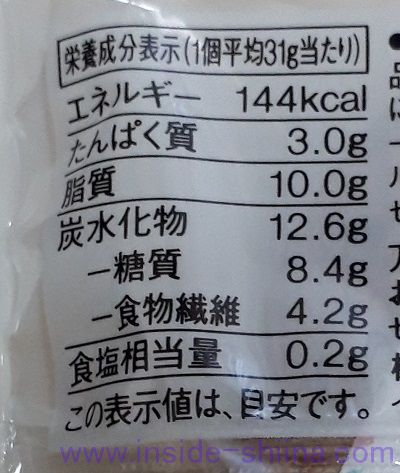 栄養成分表示(1個平均31g当たり)
エネルギー 144kcal
たんぱく質 3.0g
脂質 10.0g
炭水化物 12.6g
－糖質 8.4g
－食物繊維 4.2g
食塩相当量 0.2g
この表示値は、目安です。
www.inside-shima.com